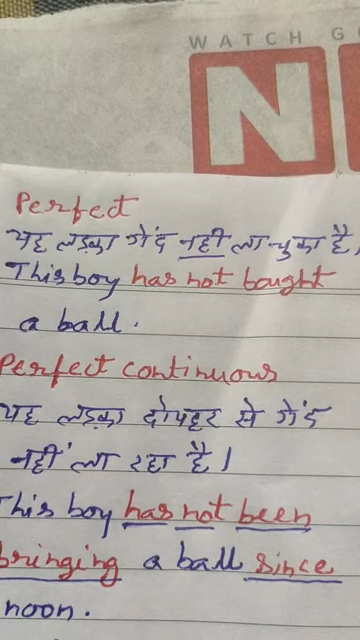 WATCH G
N
Perfect
यह लड़का गेंद नहीं ला चुका है।
This boy has not bought
a ball.
Perfect continuous
यह लड़का दोपहर से गेंद
नहीं ला रहा है।
This boy has not been
bringing a ball since
noon.